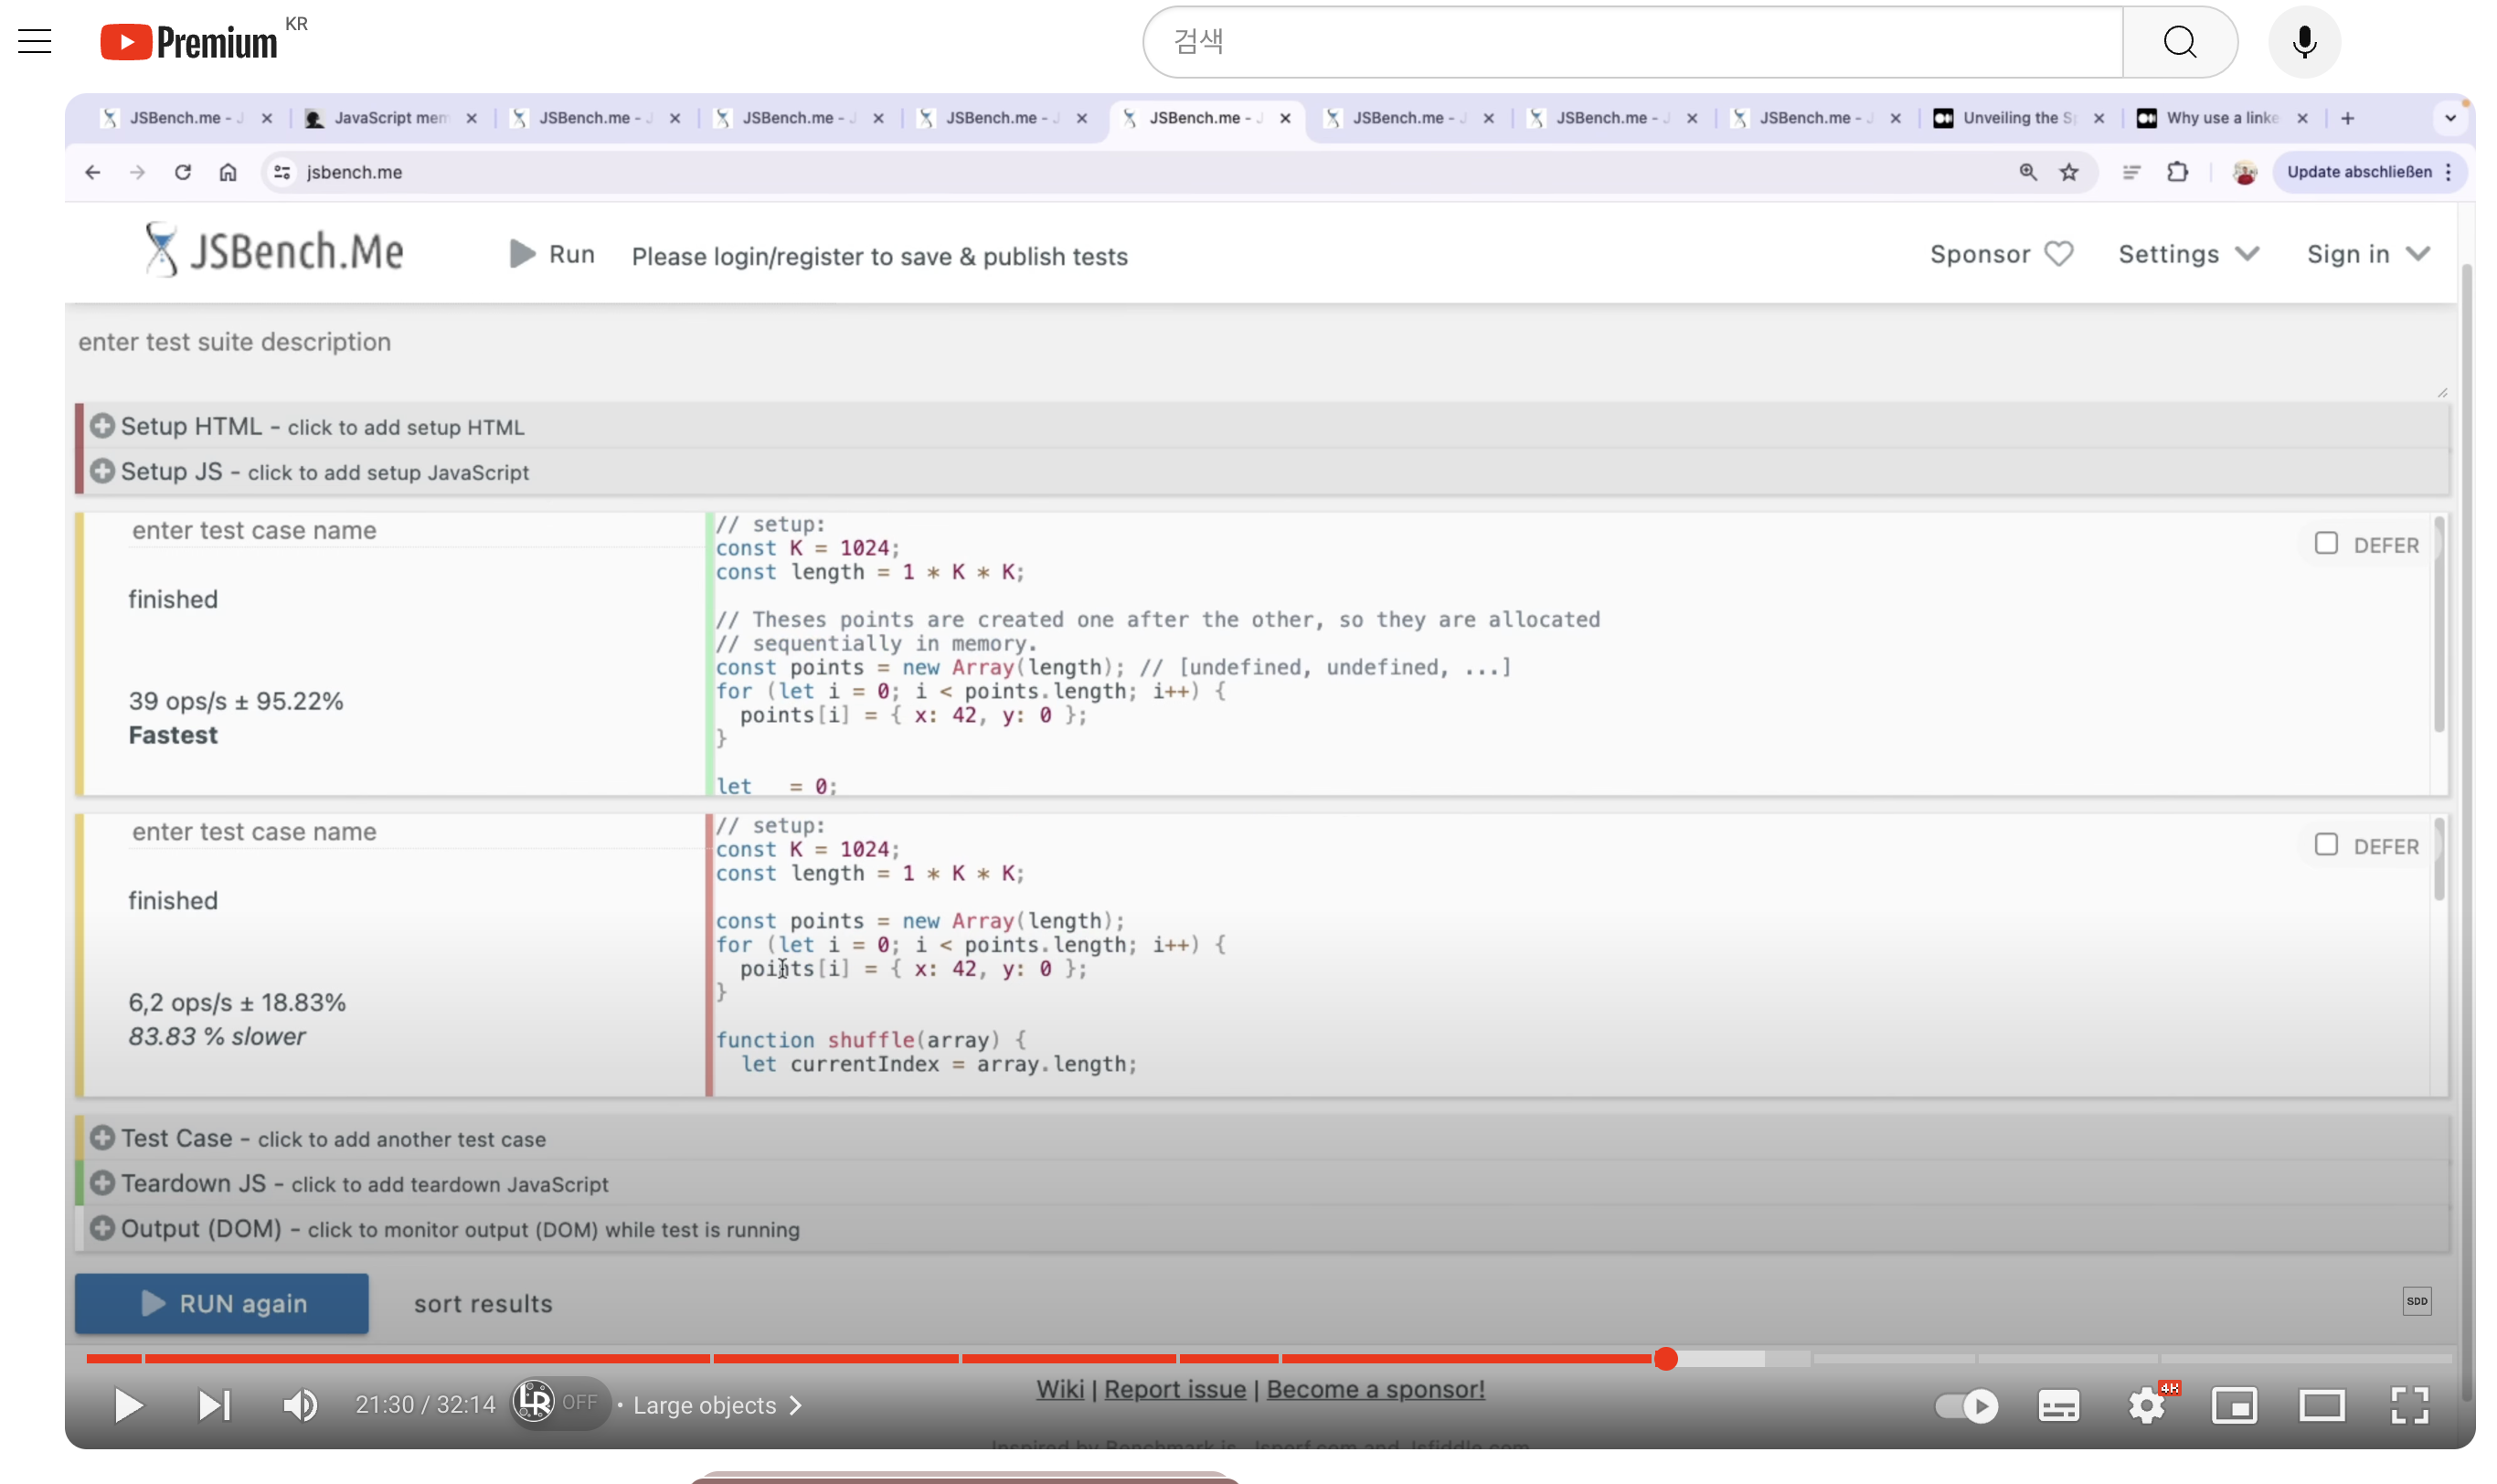 Premium KR
검색
JSBench.me - J
JavaScript mem
JSBench.me - J
JSBench.me - J
JSBench.me - J
JSBench.me - J
JSBench.me - J
JSBench.me - J
JSBench.me - J
Unveiling the Sp
Why use a linke
jsbench.me
Update abschließen
JSBench.Me
Run
Please login/register to save & publish tests
Sponsor
Settings
Sign in
enter test suite description
Setup HTML - click to add setup HTML
Setup JS - click to add setup JavaScript
enter test case name
finished
39 ops/s ± 95.22%
Fastest
// setup:
const K = 1024;
const length = 1 * K * K;
// Theses points are created one after the other, so they are allocated
// sequentially in memory.
const points = new Array(length); // [undefined, undefined, ...]
for (let i = 0; i < points.length; i++) {
points[i] = { x: 42, y: 0 };
}
let _ = 0;
DEFER
enter test case name
finished
6,2 ops/s ± 18.83%
83.83 % slower
// setup:
const K = 1024;
const length = 1 * K * K;
const points = new Array(length);
for (let i = 0; i < points.length; i++) {
points[i] = { x: 42, y: 0 };
}
function shuffle(array) {
let currentIndex = array.length;
DEFER
Test Case - click to add another test case
Teardown JS - click to add teardown JavaScript
Output (DOM) - click to monitor output (DOM) while test is running
RUN again
sort results
SDD
Wiki | Report issue | Become a sponsor!
21:30 / 32:14
LR OFF
• Large objects
4K
Inspired by Benchmark.js, Jsperf.com and Jsfiddle.com